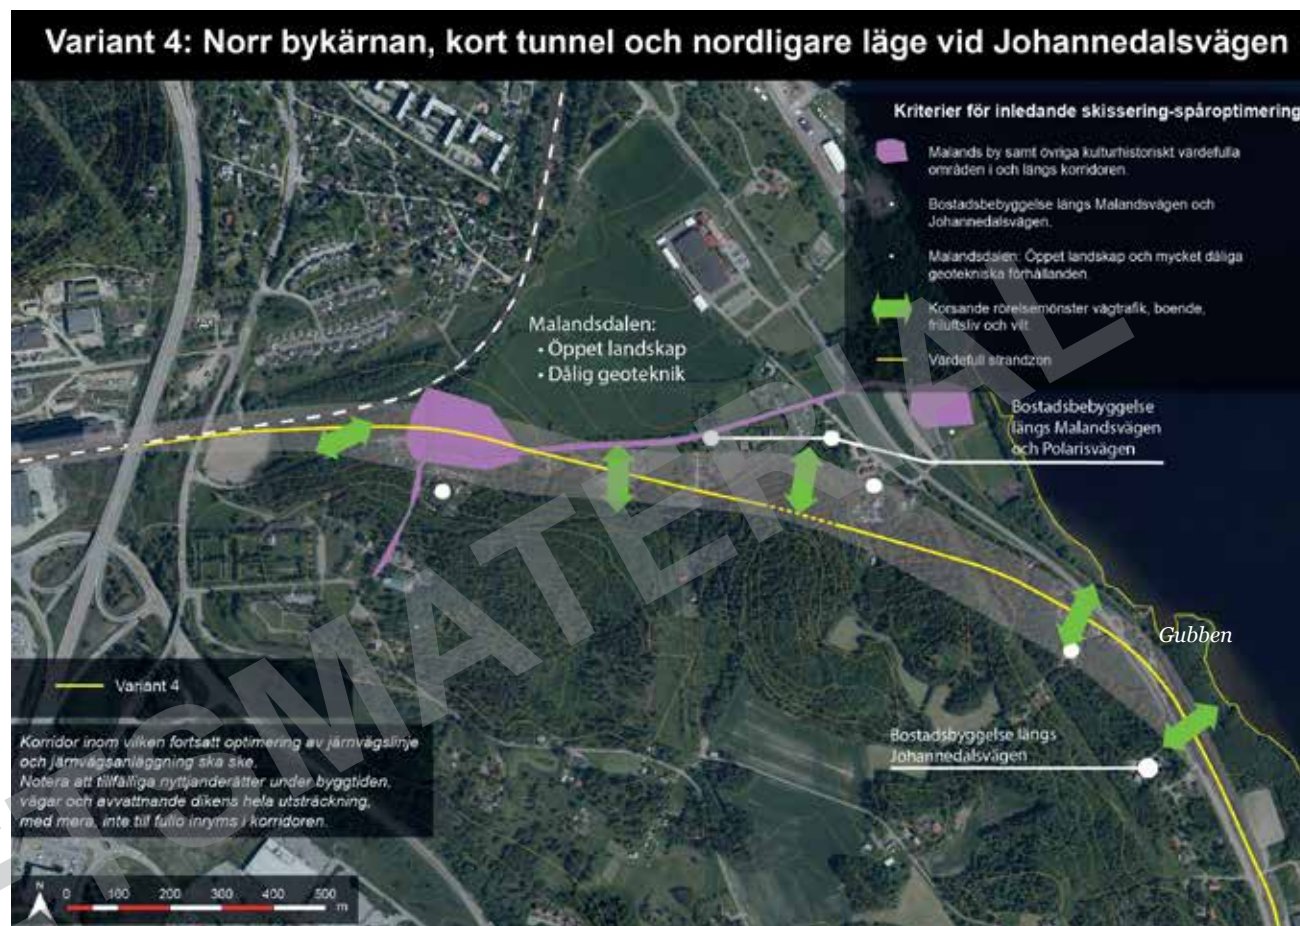 Variant 4: Norr bykärnan, kort tunnel och nordligare läge vid Johannedalsvägen
Kriterier för inledande skissering-spåroptimering
Malands by samt övriga kulturhistoriskt värdefulla
områden i och längs korridoren.
Bostadsbebyggelse längs Malandsvägen och
Johannedalsvägen.
Malandsdalen: Öppet landskap och mycket dåliga
geotekniska förhållanden.
Korsande rörelsemönster vägtrafik, boende,
friluftsliv och vilt
Värdefull strandzon
Malandsdalen:
• Öppet landskap
• Dålig geoteknik
Bostadsbebyggelse
längs Malandsvägen
och Polarisvägen
Gubben
Bostadsbyggelse längs
Johannedalsvägen
Variant 4
Korridor inom vilken fortsatt optimering av järnvägslinje
och järnvägsanläggning ska ske.
Notera att tillfälliga nyttjanderätter under byggtiden,
vägar och avvattnande dikens hela utsträckning,
med mera, inte till fullo inryms i korridoren.
N
0 100 200 300 400 500
m
TSMATERIAL